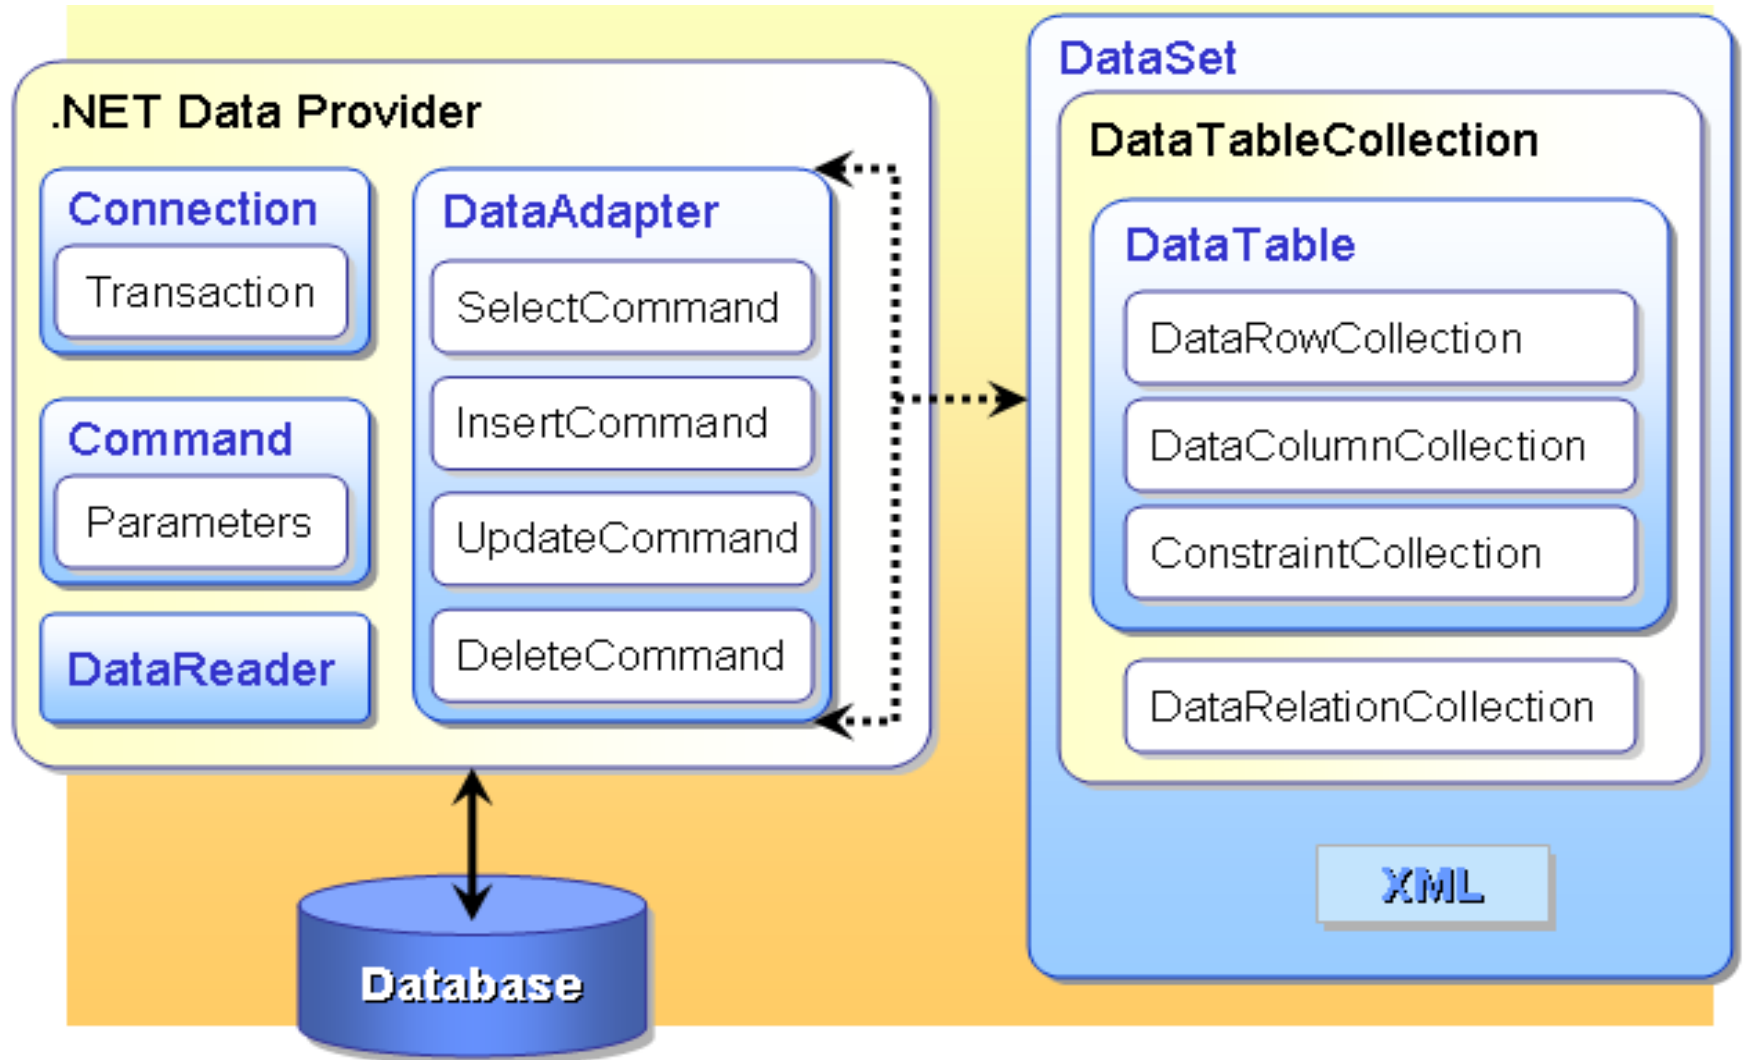 .NET Data Provider
Connection
Transaction
Command
Parameters
DataReader
DataAdapter
SelectCommand
InsertCommand
UpdateCommand
DeleteCommand
Database
DataSet
DataTableCollection
DataTable
DataRowCollection
DataColumnCollection
ConstraintCollection
DataRelationCollection
XML